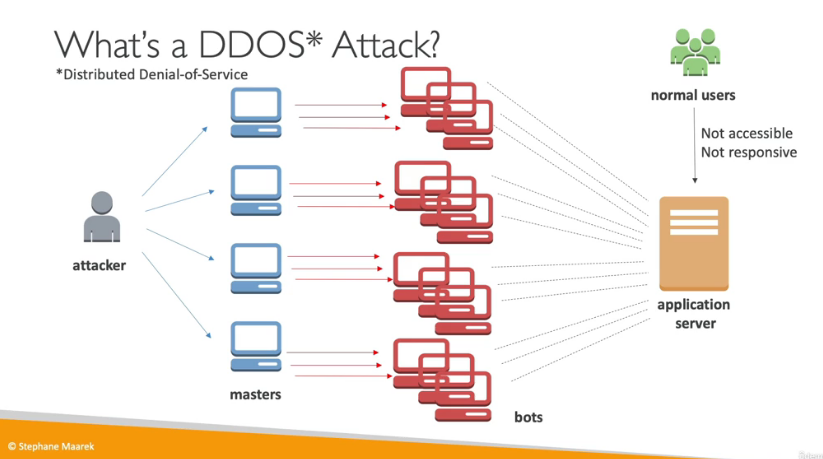 What's a DDOS* Attack?
*Distributed Denial-of-Service
normal users
Not accessible
Not responsive
attacker
application
server
masters
bots
© Stephane Maarek